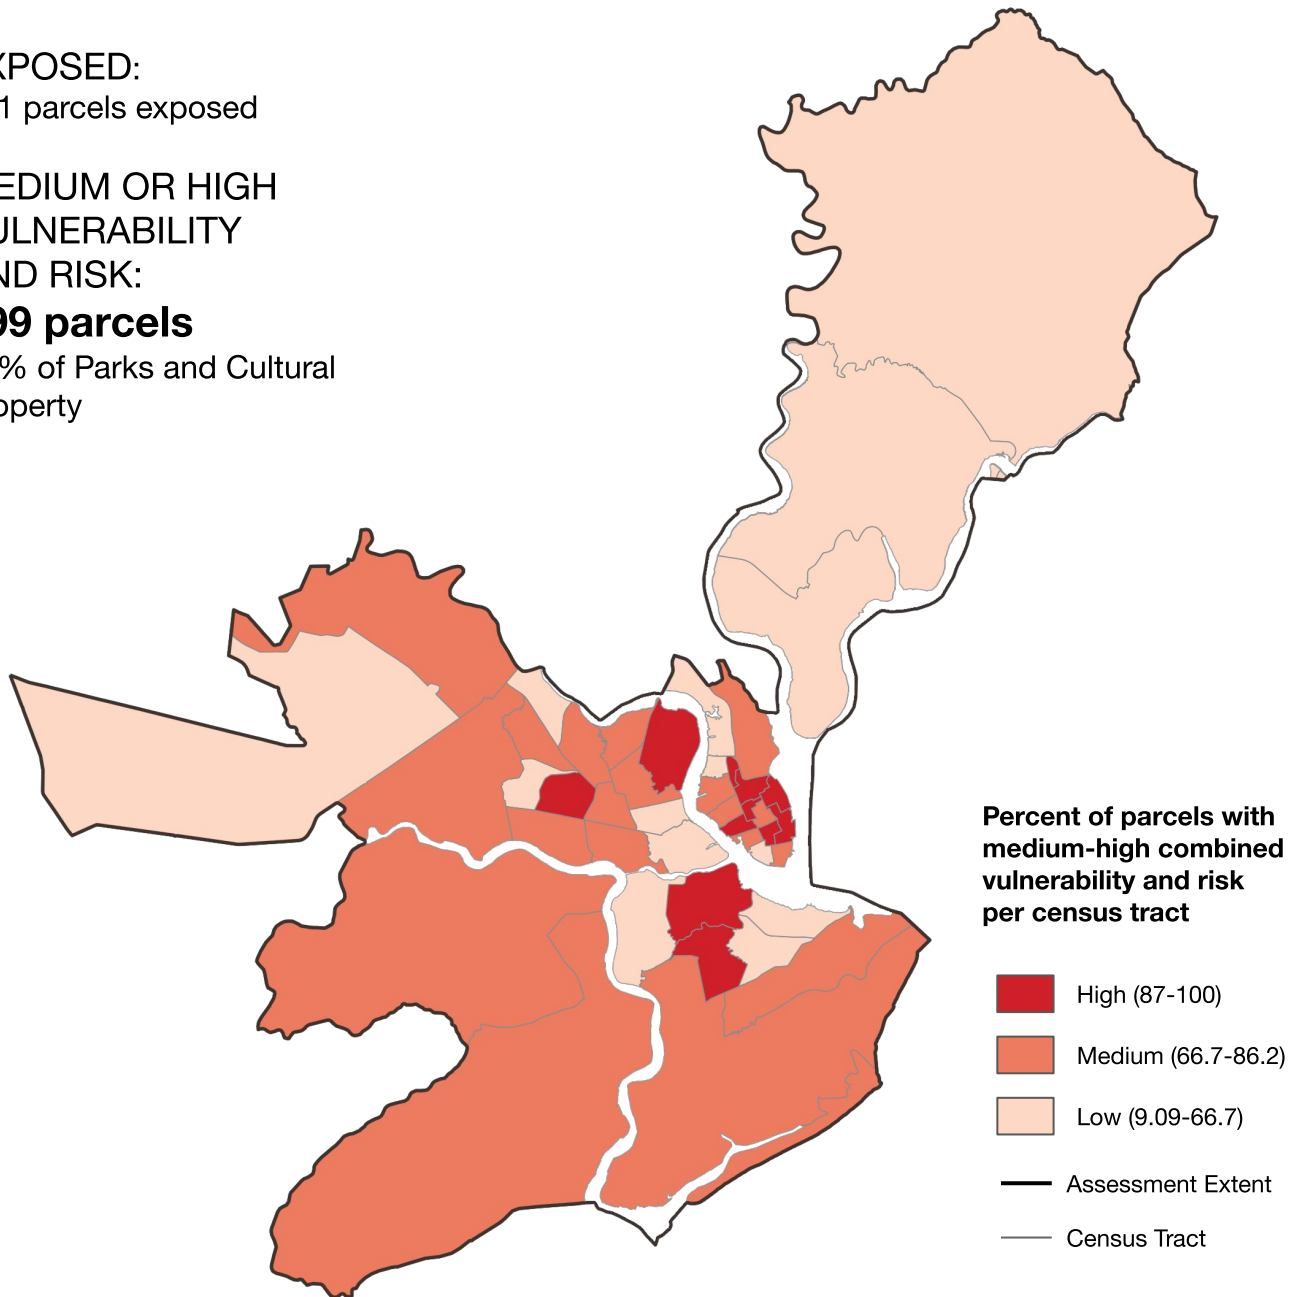 XPOSED:
1 parcels exposed
EDIUM OR HIGH
ULNERABILITY
ND RISK:
99 parcels
% of Parks and Cultural
operty
Percent of parcels with
medium-high combined
vulnerability and risk
per census tract
High (87-100)
Medium (66.7-86.2)
Low (9.09-66.7)
Assessment Extent
Census Tract